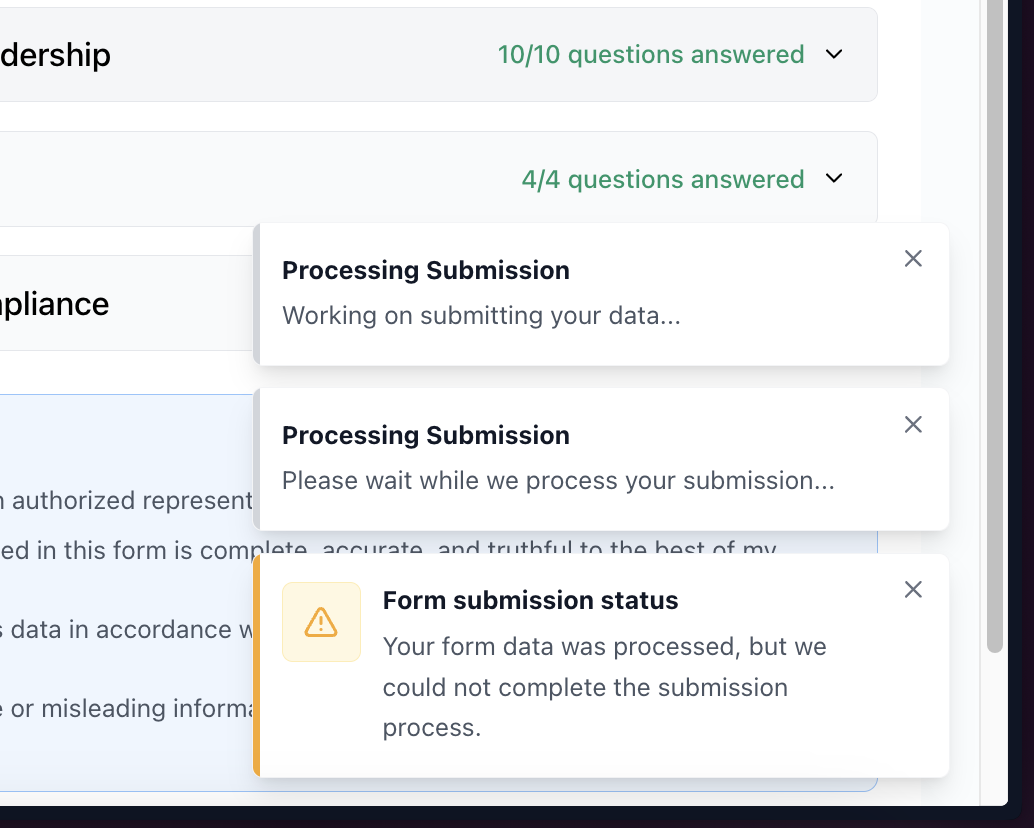 dership
10/10 questions answered
4/4 questions answered
Processing Submission
Working on submitting your data...
pliance
Processing Submission
Please wait while we process your submission...
authorized represent
ed in this form is complete, accurate, and truthful to the best of my
Form submission status
Your form data was processed, but we
could not complete the submission
process.
s data in accordance w
e or misleading informa